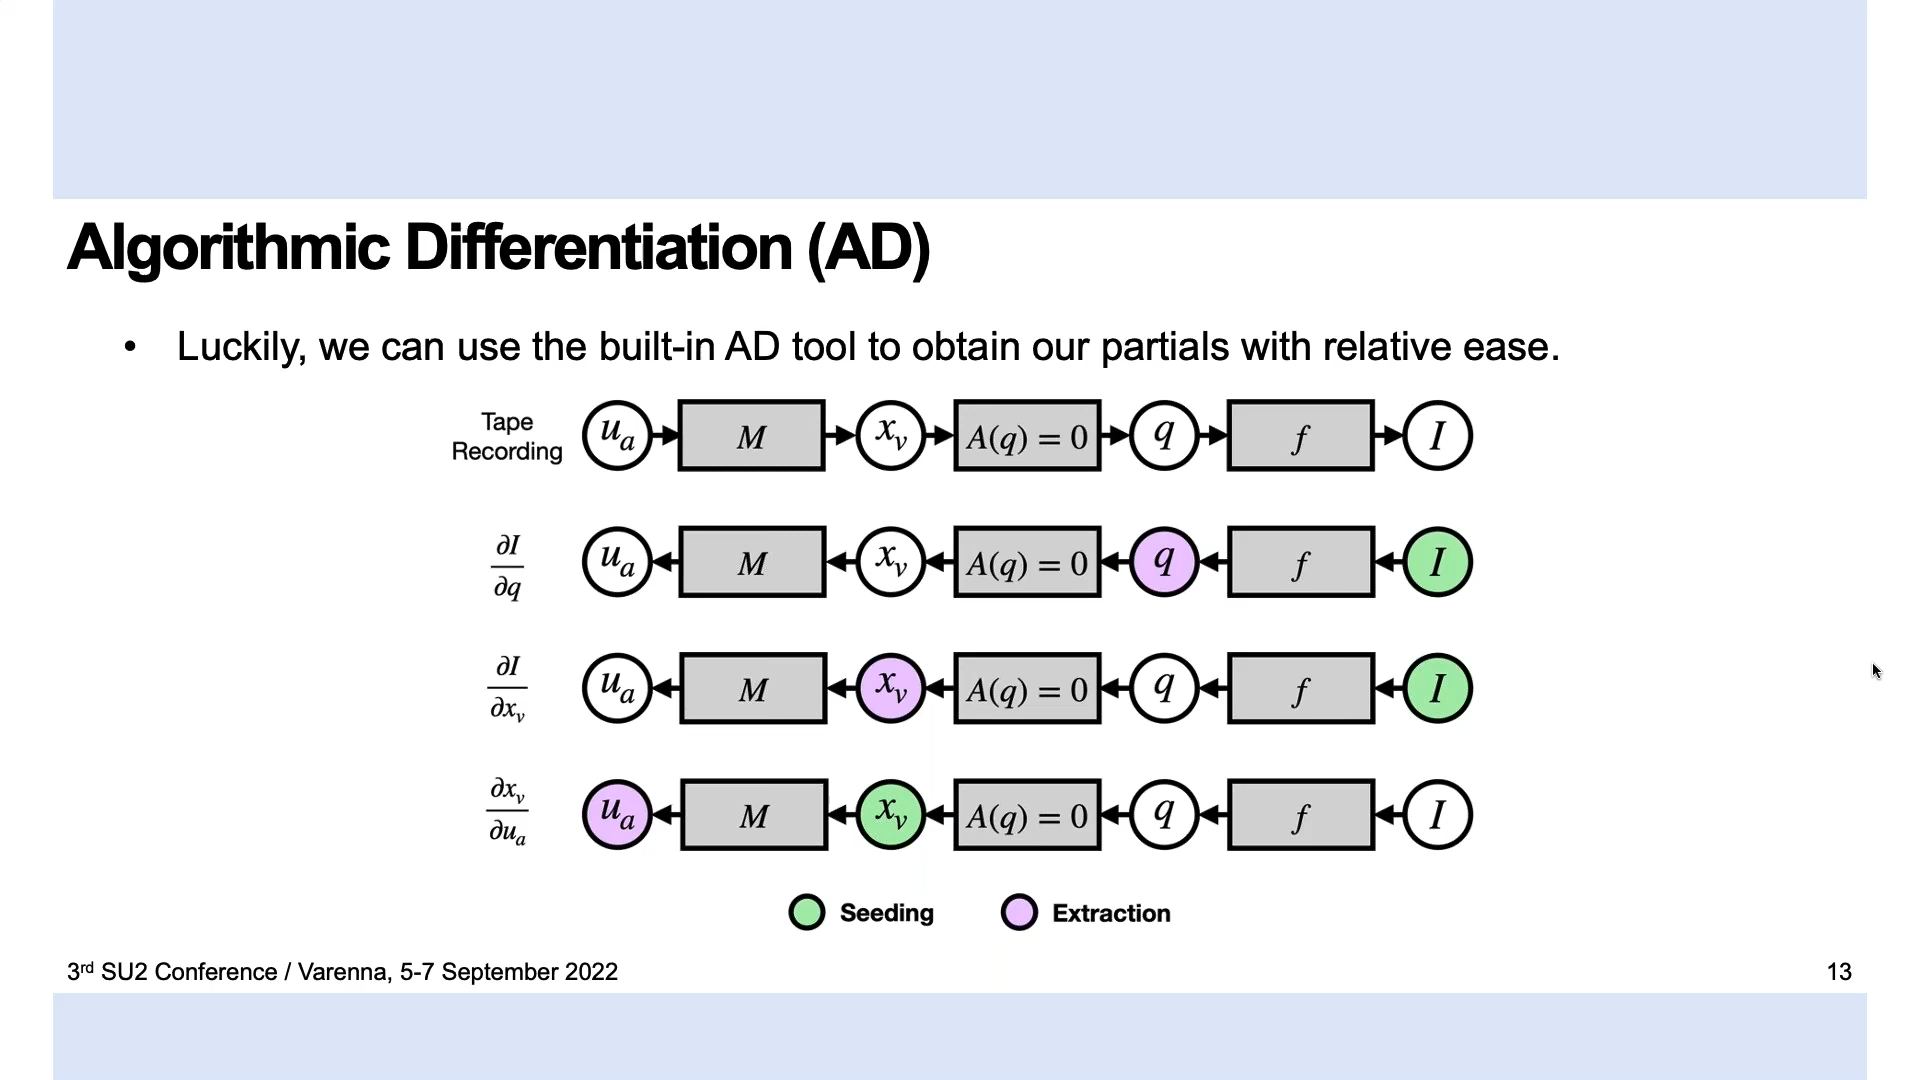 Algorithmic Differentiation (AD)
• Luckily, we can use the built-in AD tool to obtain our partials with relative ease.
Tape
Recording
u_a M x_v A(q) = 0 q f I
∂I/∂q u_a M x_v A(q) = 0 q f I
∂I/∂x_v u_a M x_v A(q) = 0 q f I
∂x_v/∂u_a u_a M x_v A(q) = 0 q f I
Seeding Extraction
3rd SU2 Conference / Varenna, 5-7 September 2022 13